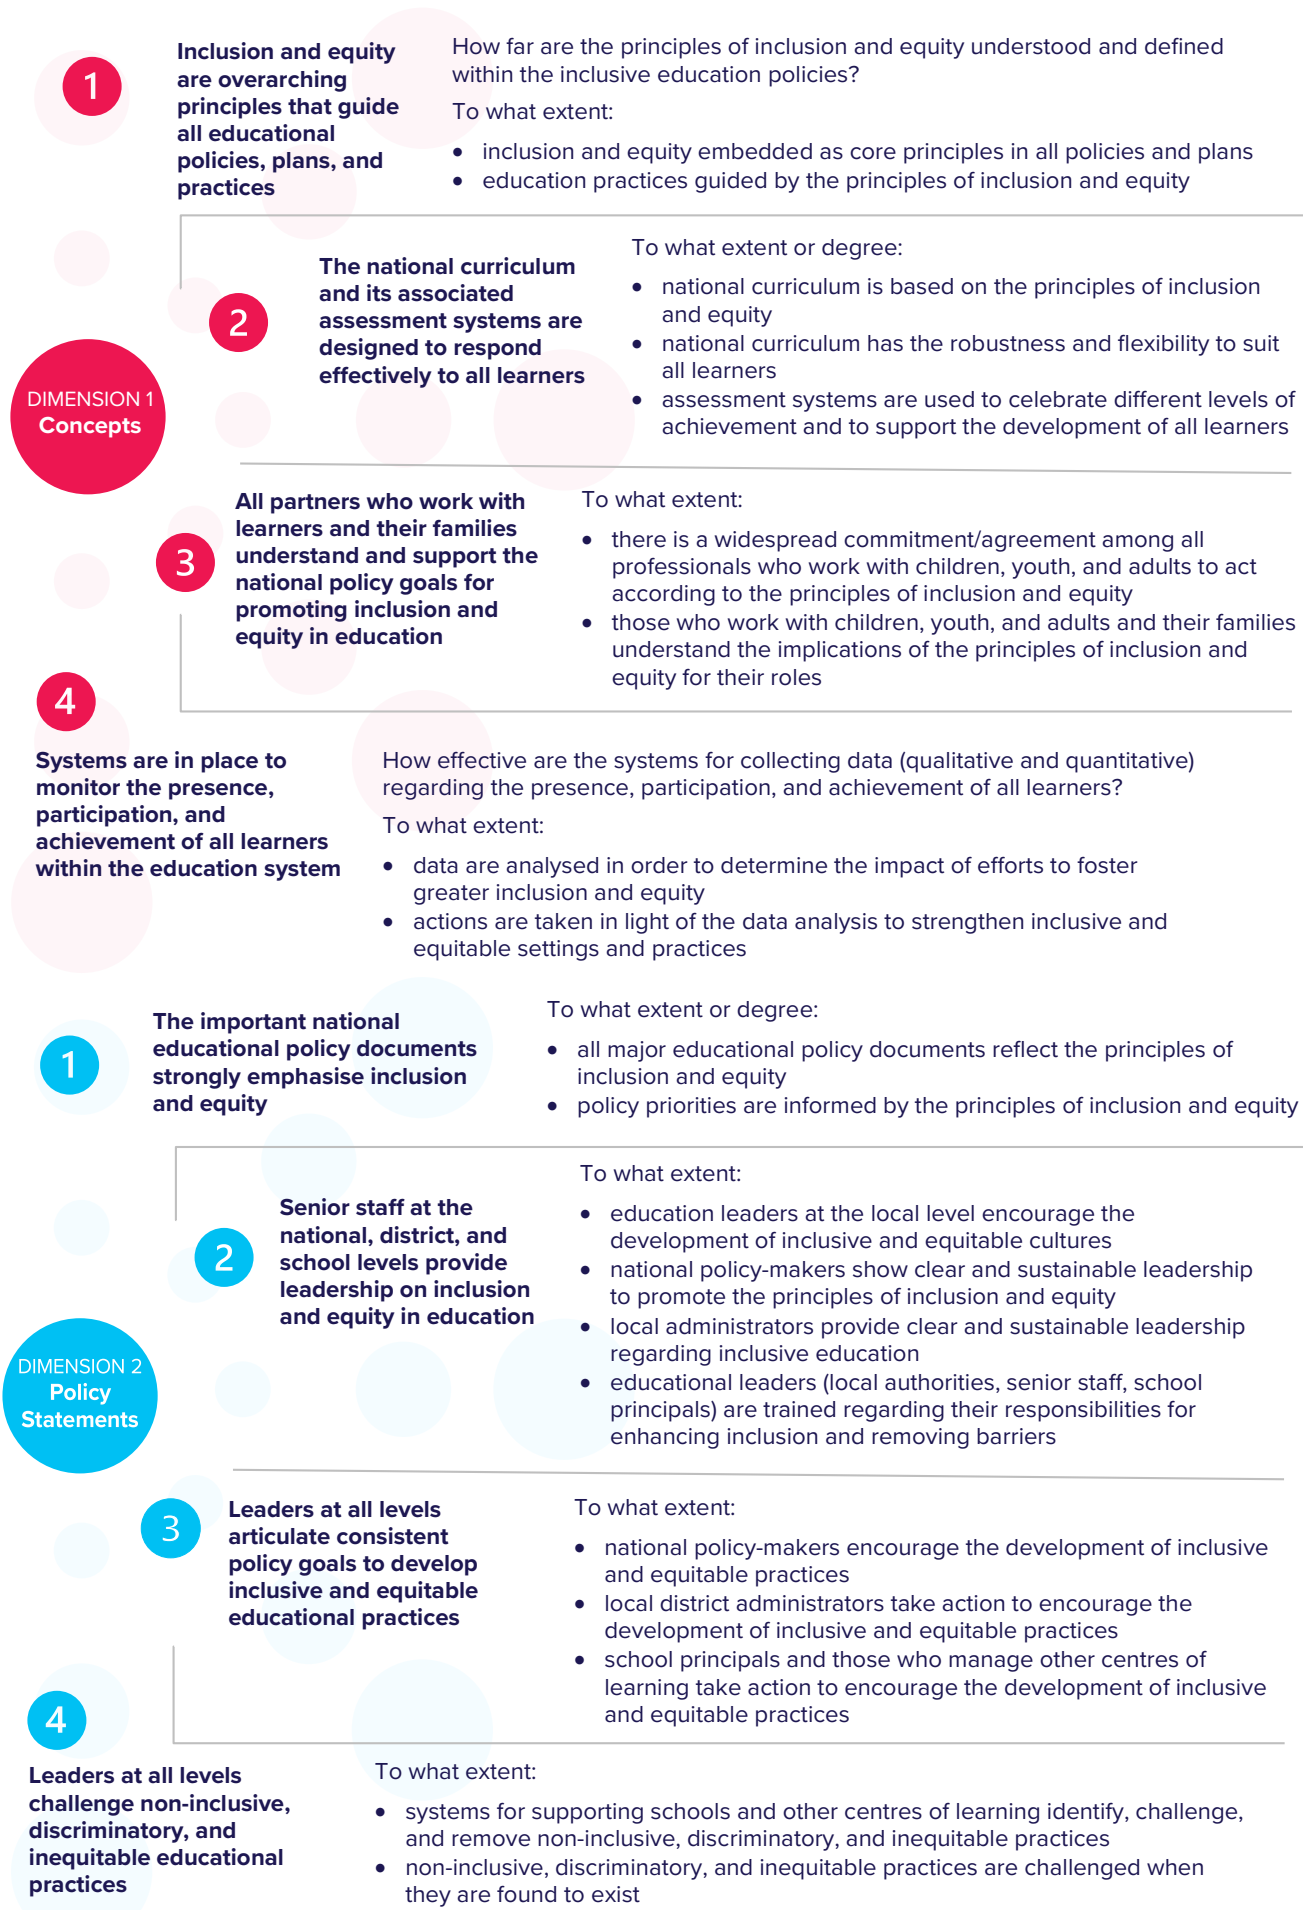 1
Inclusion and equity
are overarching
principles that guide
all educational
policies, plans, and
practices
How far are the principles of inclusion and equity understood and defined
within the inclusive education policies?
To what extent:
• inclusion and equity embedded as core principles in all policies and plans
• education practices guided by the principles of inclusion and equity
DIMENSION 1
Concepts
2
The national curriculum
and its associated
assessment systems are
designed to respond
effectively to all learners
To what extent or degree:
• national curriculum is based on the principles of inclusion
and equity
• national curriculum has the robustness and flexibility to suit
all learners
• assessment systems are used to celebrate different levels of
achievement and to support the development of all learners
3
All partners who work with
learners and their families
understand and support the
national policy goals for
promoting inclusion and
equity in education
To what extent:
• there is a widespread commitment/agreement among all
professionals who work with children, youth, and adults to act
according to the principles of inclusion and equity
• those who work with children, youth, and adults and their families
understand the implications of the principles of inclusion and
equity for their roles
4
Systems are in place to
monitor the presence,
participation, and
achievement of all learners
within the education system
How effective are the systems for collecting data (qualitative and quantitative)
regarding the presence, participation, and achievement of all learners?
To what extent:
• data are analysed in order to determine the impact of efforts to foster
greater inclusion and equity
• actions are taken in light of the data analysis to strengthen inclusive and
equitable settings and practices
1
The important national
educational policy documents
strongly emphasise inclusion
and equity
To what extent or degree:
• all major educational policy documents reflect the principles of
inclusion and equity
• policy priorities are informed by the principles of inclusion and equity
DIMENSION 2
Policy
Statements
2
Senior staff at the
national, district, and
school levels provide
leadership on inclusion
and equity in education
To what extent:
• education leaders at the local level encourage the
development of inclusive and equitable cultures
• national policy-makers show clear and sustainable leadership
to promote the principles of inclusion and equity
• local administrators provide clear and sustainable leadership
regarding inclusive education
• educational leaders (local authorities, senior staff, school
principals) are trained regarding their responsibilities for
enhancing inclusion and removing barriers
3
Leaders at all levels
articulate consistent
policy goals to develop
inclusive and equitable
educational practices
To what extent:
• national policy-makers encourage the development of inclusive
and equitable practices
• local district administrators take action to encourage the
development of inclusive and equitable practices
• school principals and those who manage other centres of
learning take action to encourage the development of inclusive
and equitable practices
4
Leaders at all levels
challenge non-inclusive,
discriminatory, and
inequitable educational
practices
To what extent:
• systems for supporting schools and other centres of learning identify, challenge,
and remove non-inclusive, discriminatory, and inequitable practices
• non-inclusive, discriminatory, and inequitable practices are challenged when
they are found to exist